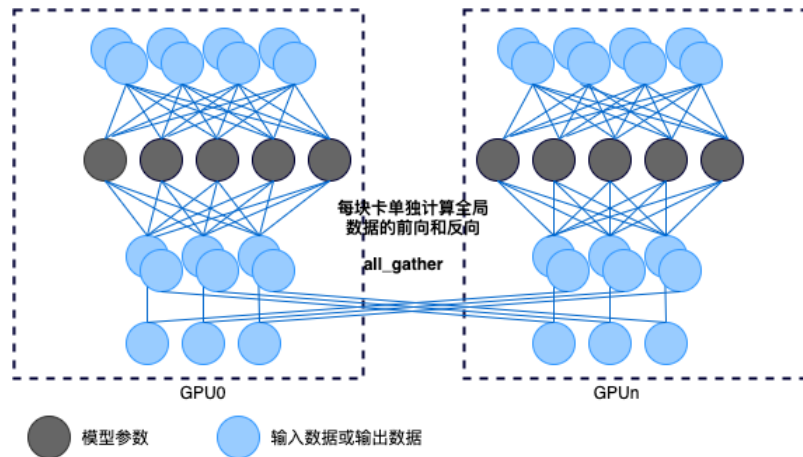 每块卡单独计算全局
数据的前向和反向
all_gather
GPU0
GPUn
模型参数
输入数据或输出数据